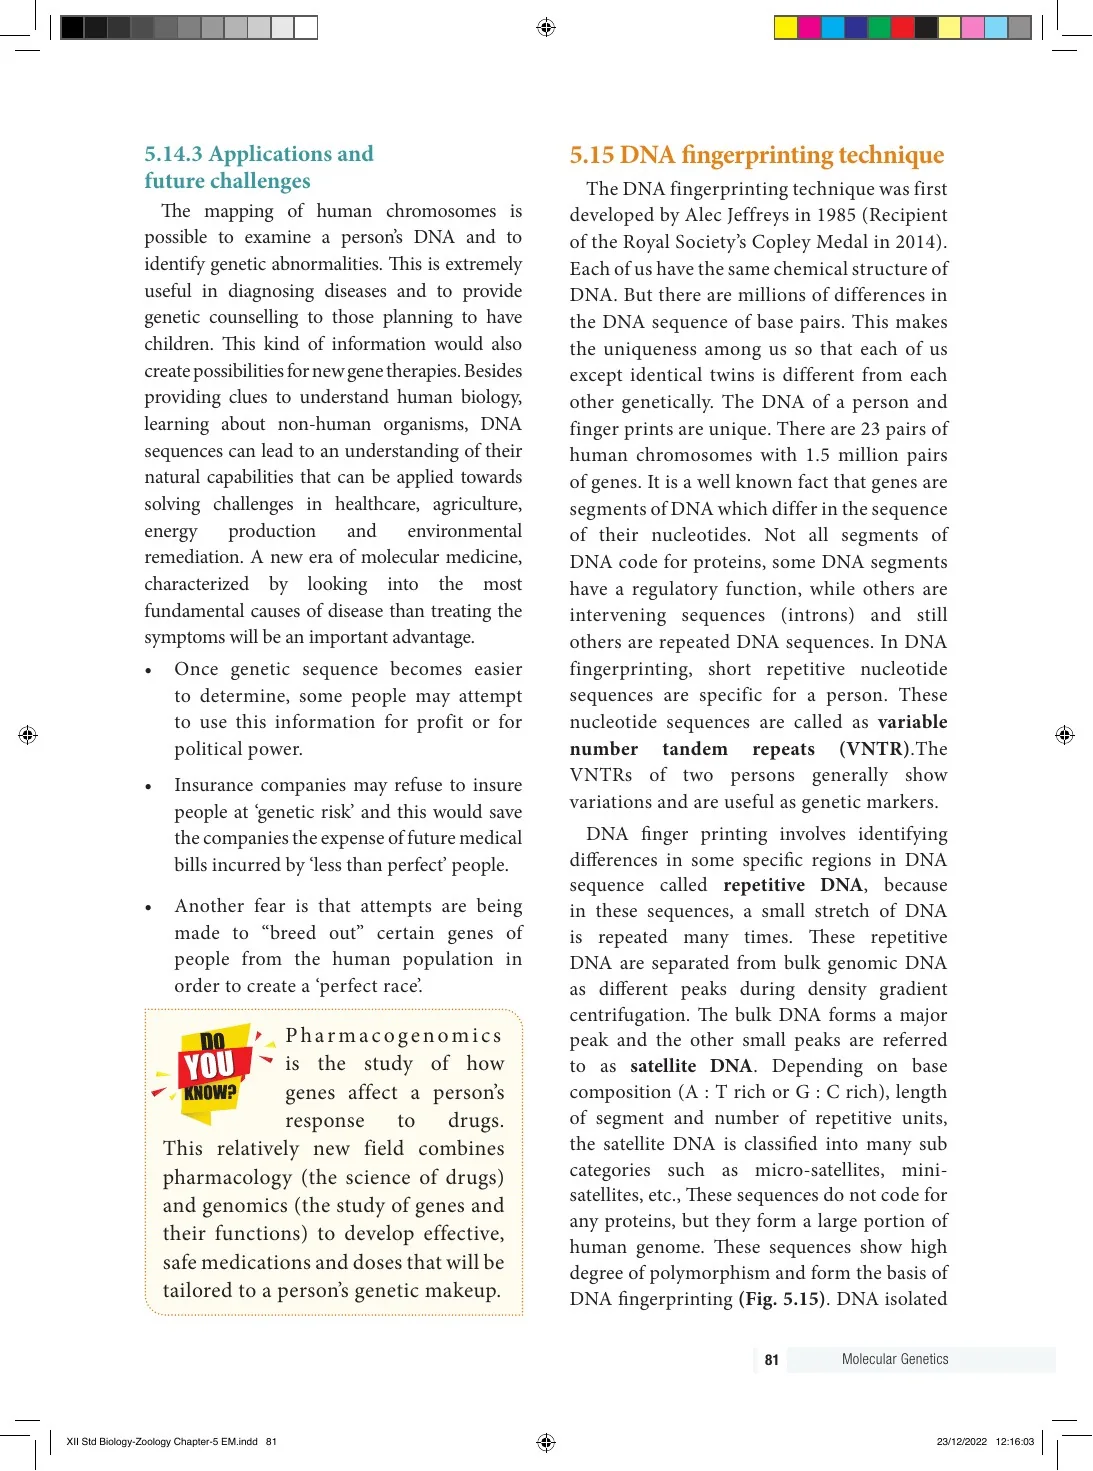 5.14.3 Applications and
future challenges
The mapping of human chromosomes is
possible to examine a person’s DNA and to
identify genetic abnormalities. This is extremely
useful in diagnosing diseases and to provide
genetic counselling to those planning to have
children. This kind of information would also
create possibilities for new gene therapies. Besides
providing clues to understand human biology,
learning about non-human organisms, DNA
sequences can lead to an understanding of their
natural capabilities that can be applied towards
solving challenges in healthcare, agriculture,
energy production and environmental
remediation. A new era of molecular medicine,
characterized by looking into the most
fundamental causes of disease than treating the
symptoms will be an important advantage.
• Once genetic sequence becomes easier
to determine, some people may attempt
to use this information for profit or for
political power.
• Insurance companies may refuse to insure
people at ‘genetic risk’ and this would save
the companies the expense of future medical
bills incurred by ‘less than perfect’ people.
• Another fear is that attempts are being
made to “breed out” certain genes of
people from the human population in
order to create a ‘perfect race’.
DO
YOU
KNOW?
Pharmacogenomics
is the study of how
genes affect a person’s
response to drugs.
This relatively new field combines
pharmacology (the science of drugs)
and genomics (the study of genes and
their functions) to develop effective,
safe medications and doses that will be
tailored to a person’s genetic makeup.
5.15 DNA fingerprinting technique
The DNA fingerprinting technique was first
developed by Alec Jeffreys in 1985 (Recipient
of the Royal Society’s Copley Medal in 2014).
Each of us have the same chemical structure of
DNA. But there are millions of differences in
the DNA sequence of base pairs. This makes
the uniqueness among us so that each of us
except identical twins is different from each
other genetically. The DNA of a person and
finger prints are unique. There are 23 pairs of
human chromosomes with 1.5 million pairs
of genes. It is a well known fact that genes are
segments of DNA which differ in the sequence
of their nucleotides. Not all segments of
DNA code for proteins, some DNA segments
have a regulatory function, while others are
intervening sequences (introns) and still
others are repeated DNA sequences. In DNA
fingerprinting, short repetitive nucleotide
sequences are specific for a person. These
nucleotide sequences are called as variable
number tandem repeats (VNTR).The
VNTRs of two persons generally show
variations and are useful as genetic markers.
DNA finger printing involves identifying
differences in some specific regions in DNA
sequence called repetitive DNA, because
in these sequences, a small stretch of DNA
is repeated many times. These repetitive
DNA are separated from bulk genomic DNA
as different peaks during density gradient
centrifugation. The bulk DNA forms a major
peak and the other small peaks are referred
to as satellite DNA. Depending on base
composition (A : T rich or G : C rich), length
of segment and number of repetitive units,
the satellite DNA is classified into many sub
categories such as micro-satellites, mini-
satellites, etc., These sequences do not code for
any proteins, but they form a large portion of
human genome. These sequences show high
degree of polymorphism and form the basis of
DNA fingerprinting (Fig. 5.15). DNA isolated
81 Molecular Genetics
XII Std Biology-Zoology Chapter-5 EM.indd 81
23/12/2022 12:16:03